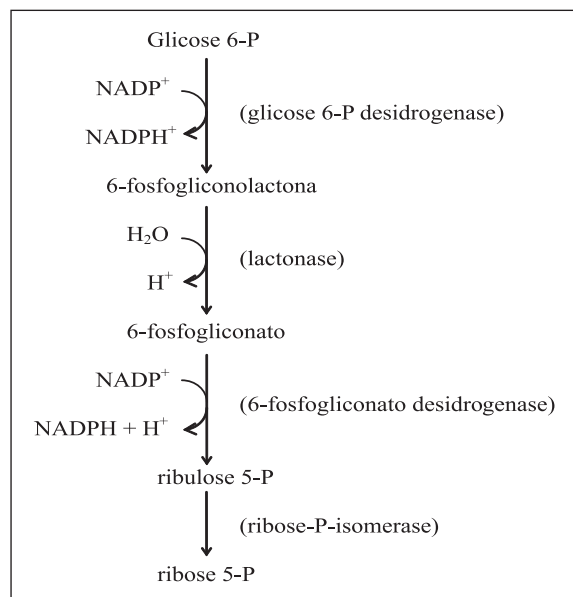 Glicose 6-P
NADP⁺
(glicose 6-P desidrogenase)
NADPH⁺
6-fosfogliconolactona
H₂O
(lactonase)
H⁺
6-fosfogliconato
NADP⁺
(6-fosfogliconato desidrogenase)
NADPH + H⁺
ribulose 5-P
(ribose-P-isomerase)
ribose 5-P